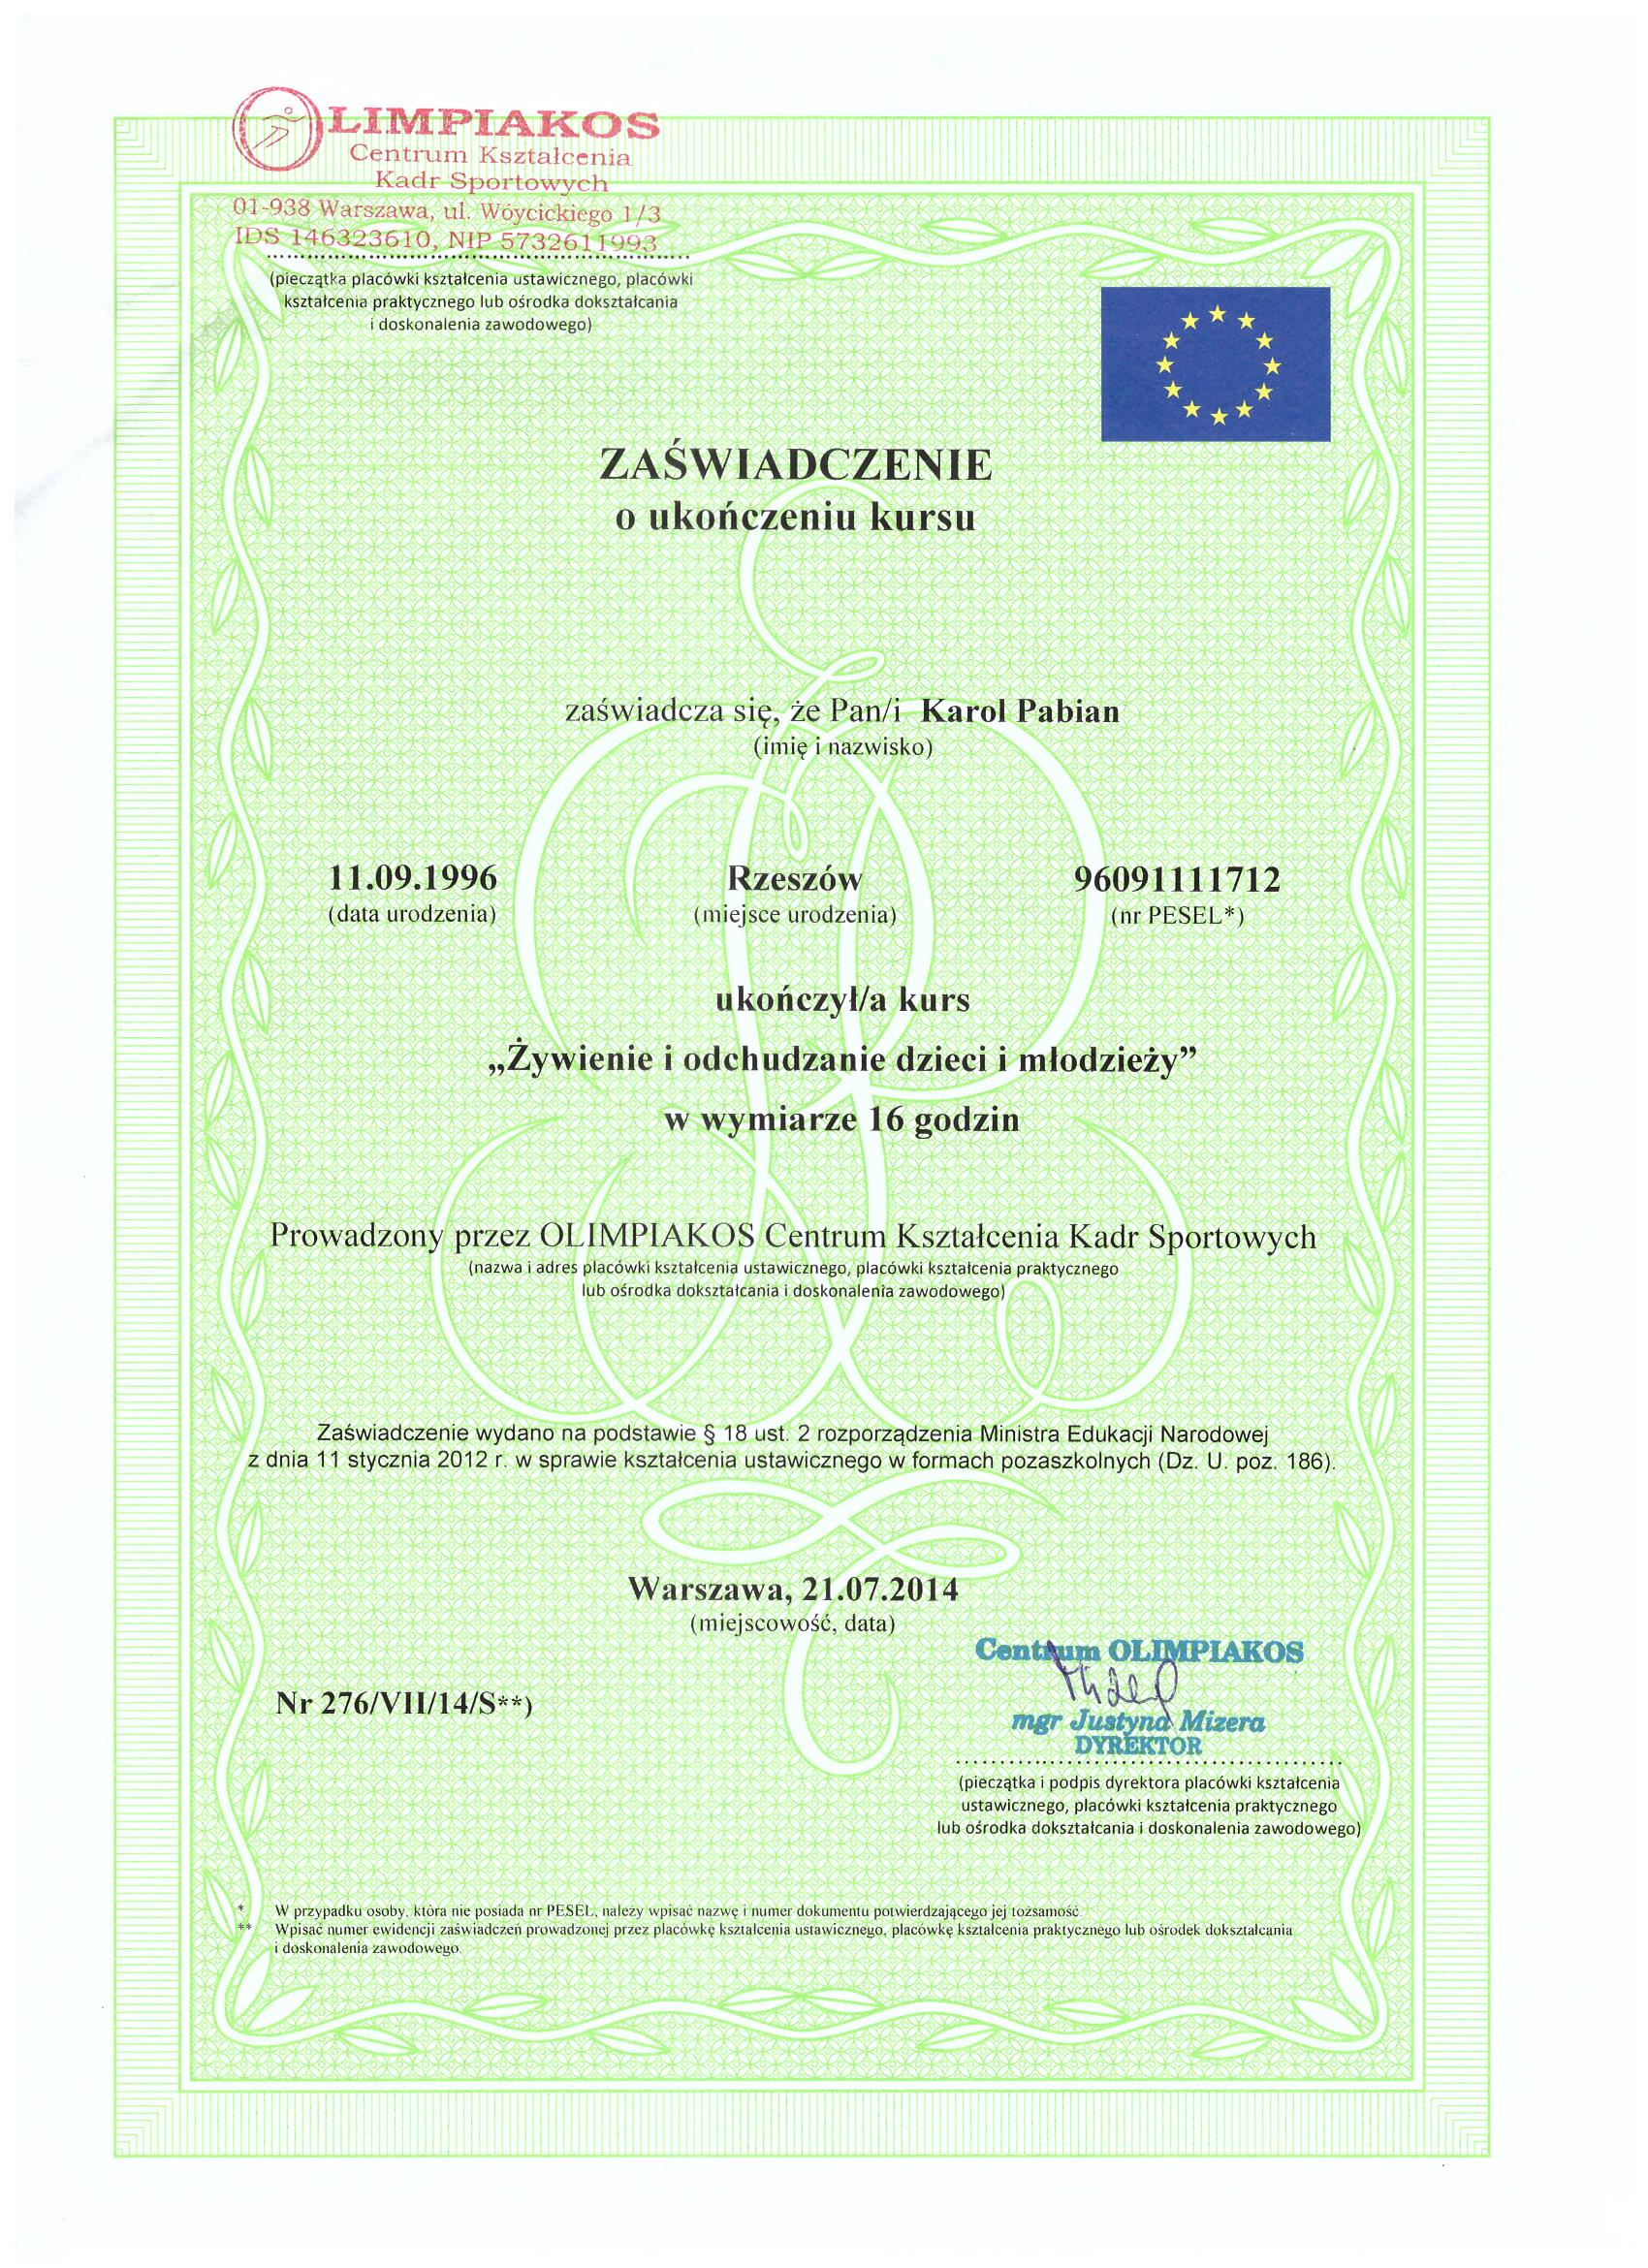 OLIMPIAKOS
Centrum Kształcenia
Kadr Sportowych
01-938 Warszawa, ul. Wóycickiego 1/3
IDS 146323610, NIP 5732611993
(pieczątka placówki kształcenia ustawicznego, placówki
kształcenia praktycznego lub ośrodka dokształcania
i doskonalenia zawodowego)
ZAŚWIADCZENIE
o ukończeniu kursu
zaświadcza się, że Pan/i Karol Pabian
(imię i nazwisko)
11.09.1996 Rzeszów 96091111712
(data urodzenia) (miejsce urodzenia) (nr PESEL*)
ukończył/a kurs
„Żywienie i odchudzanie dzieci i młodzieży”
w wymiarze 16 godzin
Prowadzony przez OLIMPIAKOS Centrum Kształcenia Kadr Sportowych
(nazwa i adres placówki kształcenia ustawicznego, placówki kształcenia praktycznego
lub ośrodka dokształcania i doskonalenia zawodowego)
Zaświadczenie wydano na podstawie § 18 ust. 2 rozporządzenia Ministra Edukacji Narodowej
z dnia 11 stycznia 2012 r. w sprawie kształcenia ustawicznego w formach pozaszkolnych (Dz. U. poz. 186).
Warszawa, 21.07.2014
(miejscowość, data)
Centrum OLIMPIAKOS
Nr 276/VII/14/S**)
mgr Justyna Mizera
DYREKTOR
(pieczątka i podpis dyrektora placówki kształcenia
ustawicznego, placówki kształcenia praktycznego
lub ośrodka dokształcania i doskonalenia zawodowego)
* W przypadku osoby, która nie posiada nr PESEL, należy wpisać nazwę i numer dokumentu potwierdzającego jej tożsamość.
** Wpisać numer ewidencji zaświadczeń prowadzonej przez placówkę kształcenia ustawicznego, placówkę kształcenia praktycznego lub ośrodek dokształcania
i doskonalenia zawodowego.